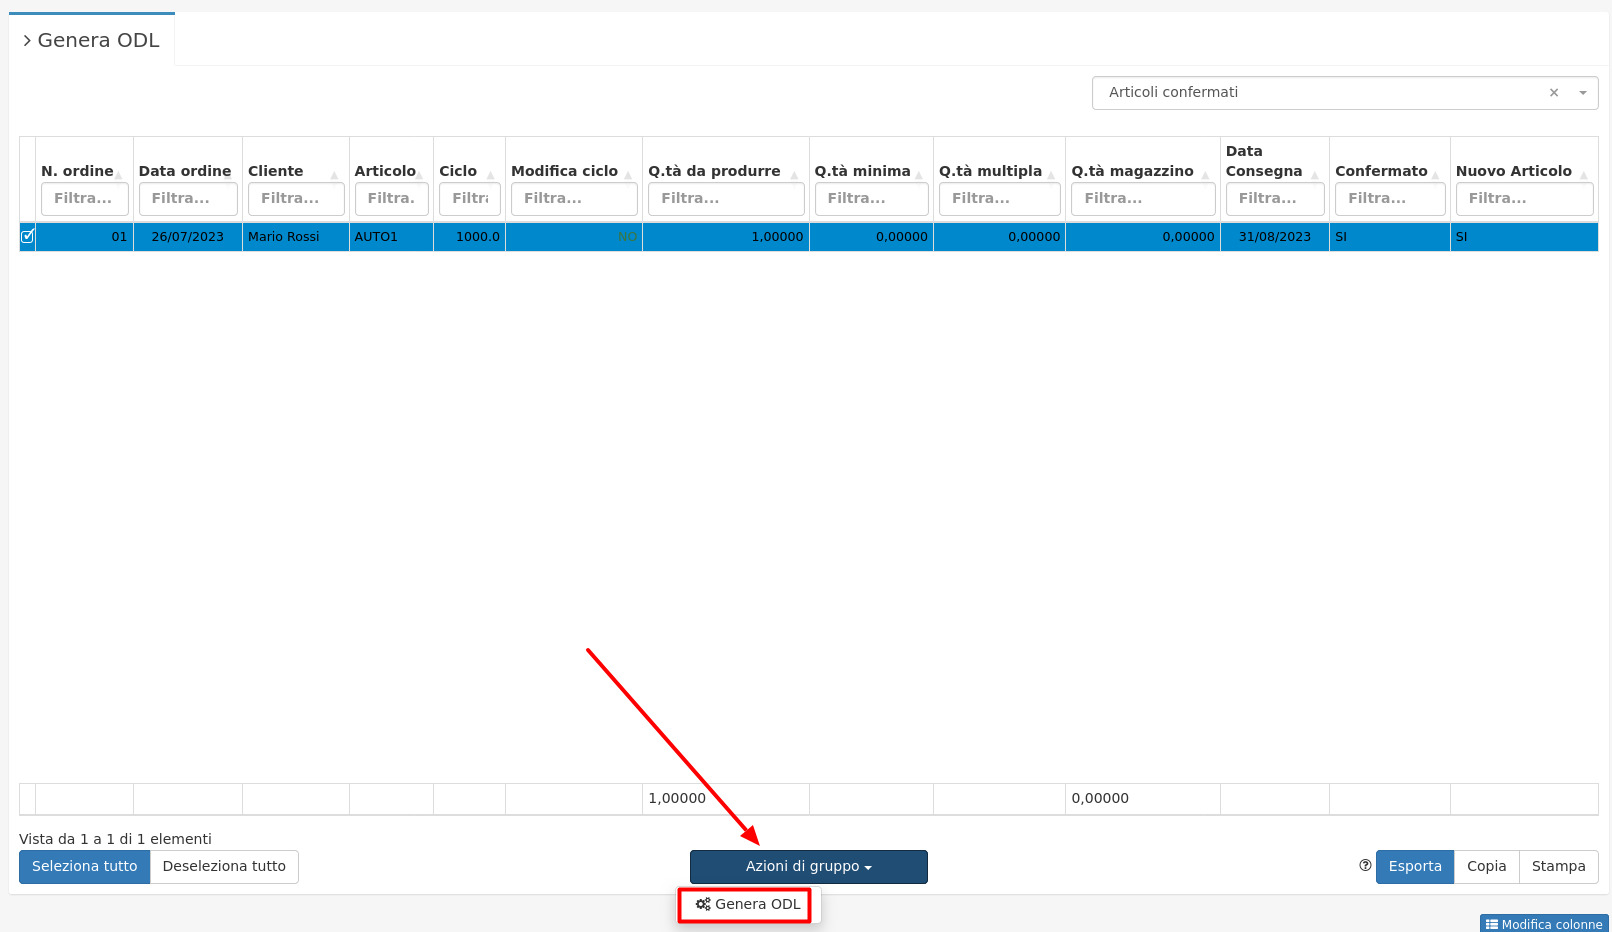 Genera ODL
Articoli confermati × 
N. ordine Data ordine Cliente Articolo Ciclo Modifica ciclo Q.tà da produrre Q.tà minima Q.tà multipla Q.tà magazzino Data Consegna Confermato Nuovo Articolo
Filtra... Filtra... Filtra... Filtra. Filtra Filtra... Filtra... Filtra... Filtra... Filtra... Filtra... Filtra... Filtra...
01 26/07/2023 Mario Rossi AUTO1 1000.0 NO 1,00000 0,00000 0,00000 0,00000 31/08/2023 SI SI
1,00000 0,00000
Vista da 1 a 1 di 1 elementi
Seleziona tutto Deseleziona tutto Azioni di gruppo Esporta Copia Stampa
Genera ODL
Modifica colonne